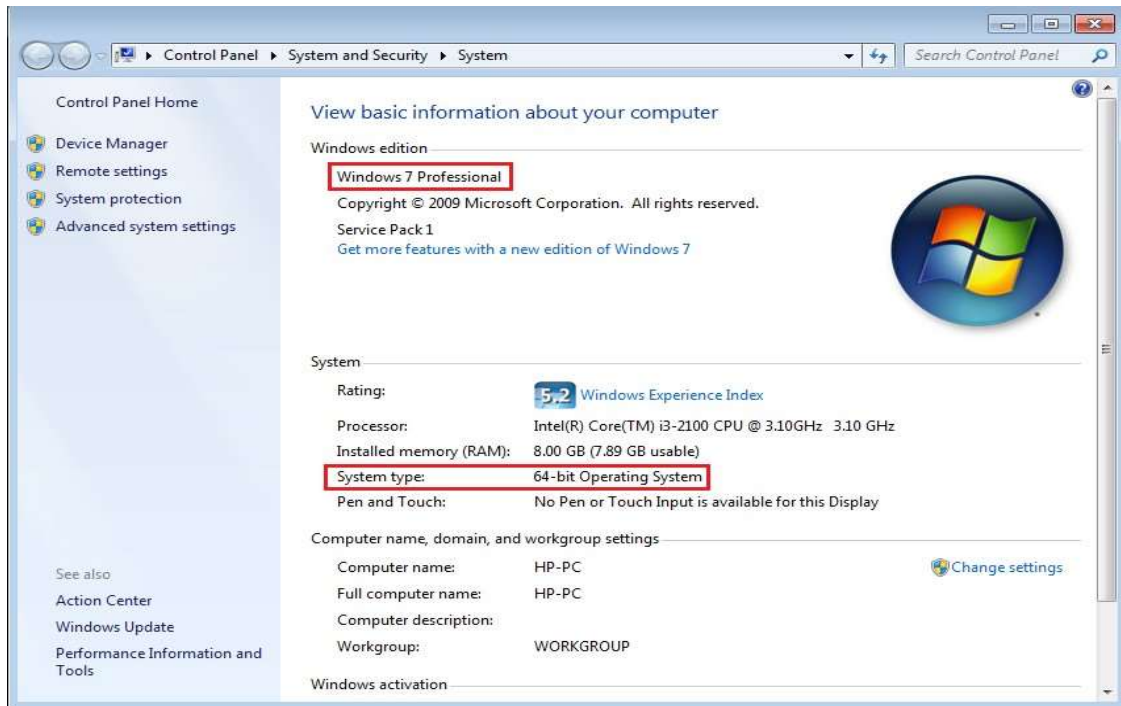 Control Panel System and Security System
Search Control Panel
Control Panel Home
Device Manager
Remote settings
System protection
Advanced system settings
See also
Action Center
Windows Update
Performance Information and
Tools
View basic information about your computer
Windows edition
Windows 7 Professional
Copyright © 2009 Microsoft Corporation. All rights reserved.
Service Pack 1
Get more features with a new edition of Windows 7
System
Rating: 5.2 Windows Experience Index
Processor: Intel(R) Core(TM) i3-2100 CPU @ 3.10GHz 3.10 GHz
Installed memory (RAM): 8.00 GB (7.89 GB usable)
System type: 64-bit Operating System
Pen and Touch: No Pen or Touch Input is available for this Display
Computer name, domain, and workgroup settings
Computer name: HP-PC
Change settings
Full computer name: HP-PC
Computer description:
Workgroup: WORKGROUP
Windows activation